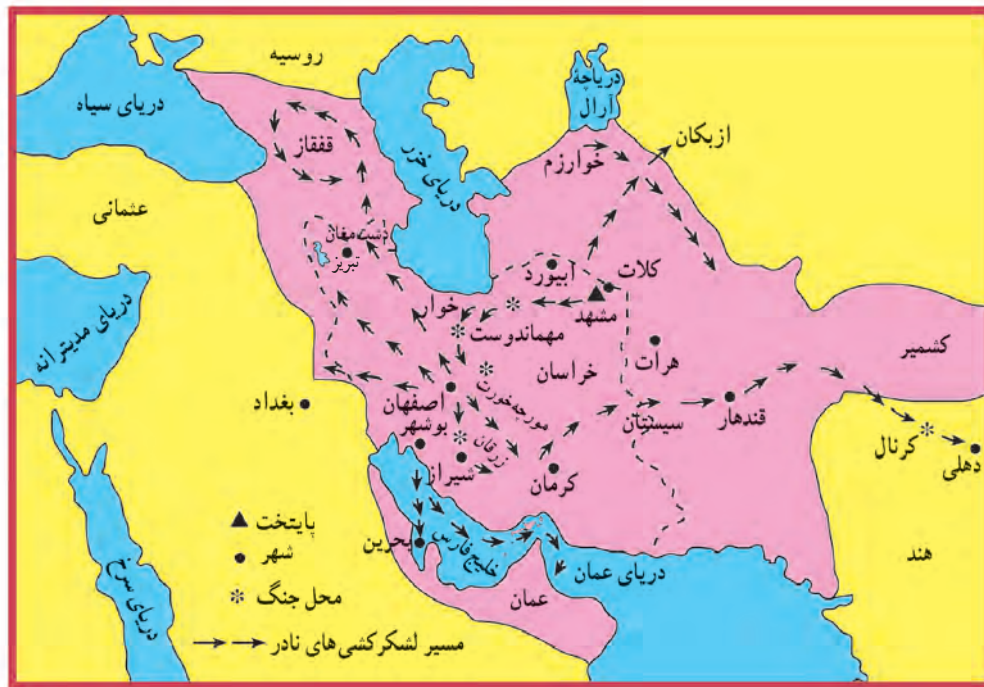 روسیه
دریاچهٔ
آرال
دریای سیاه
قفقاز
دریای خزر
خوارزم
ازبکان
عثمانی
دشت مغان
تبریز
ابیورد
کلات
مشهد
خوار
مهماندوست
دریای مدیترانه
هرات
کشمیر
خراسان
بغداد
اصفهان
مورچه خورت
سیستان
قندهار
بوشهر
زرقان
شیراز
کرمان
کرنال
دهلی
پایتخت
بحرین
خلیج فارس
شهر
دریای عمان
هند
دریای سرخ
محل جنگ
عمان
مسیر لشکرکشی‌های نادر